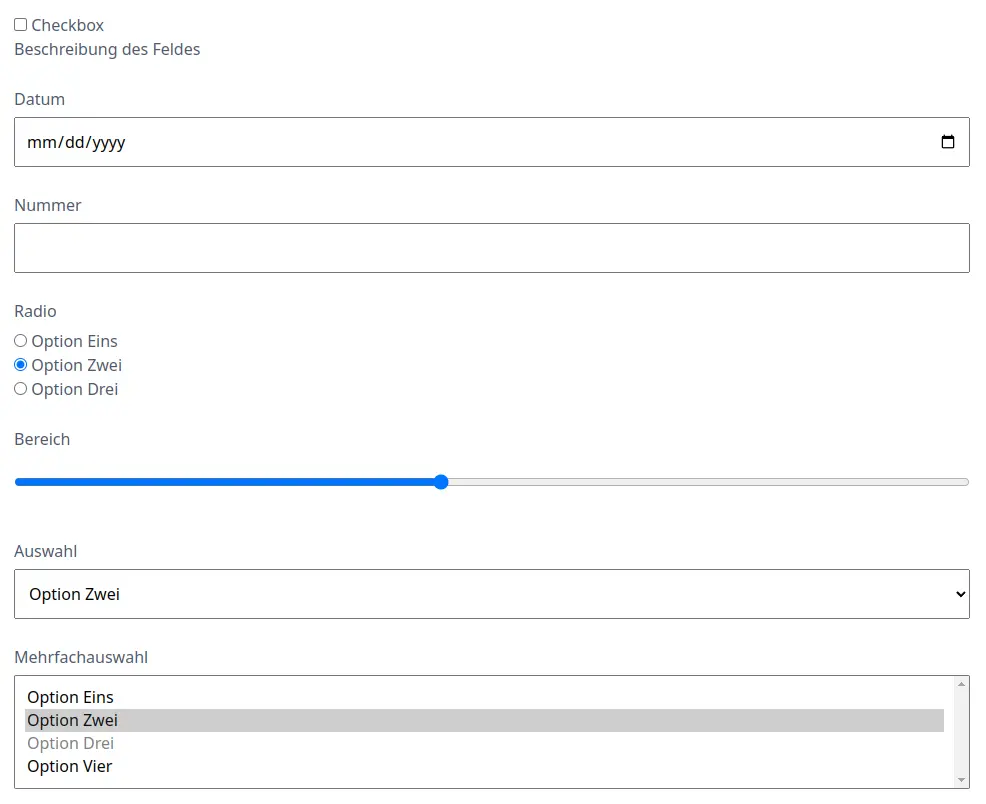 Checkbox
Beschreibung des Feldes
Datum
mm/dd/yyyy
Nummer
Radio
Option Eins
Option Zwei
Option Drei
Bereich
Auswahl
Option Zwei
Mehrfachauswahl
Option Eins
Option Zwei
Option Drei
Option Vier